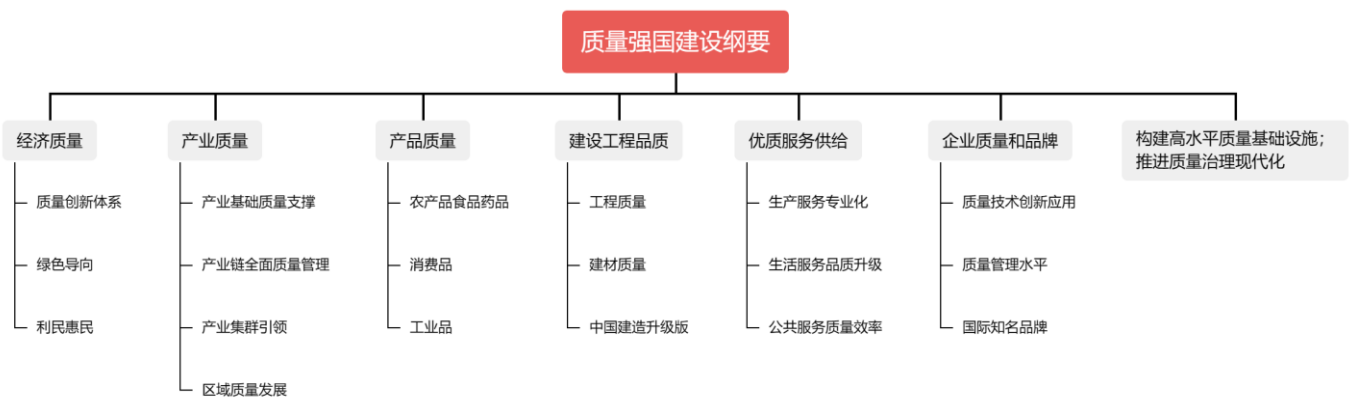 质量强国建设纲要
经济质量
质量创新体系
绿色导向
利民惠民
产业质量
产业基础质量支撑
产业链全面质量管理
产业集群引领
区域质量发展
产品质量
农产品食品药品
消费品
工业品
建设工程品质
工程质量
建材质量
中国建造升级版
优质服务供给
生产服务专业化
生活服务品质升级
公共服务质量效率
企业质量和品牌
质量技术创新应用
质量管理水平
国际知名品牌
构建高水平质量基础设施；
推进质量治理现代化